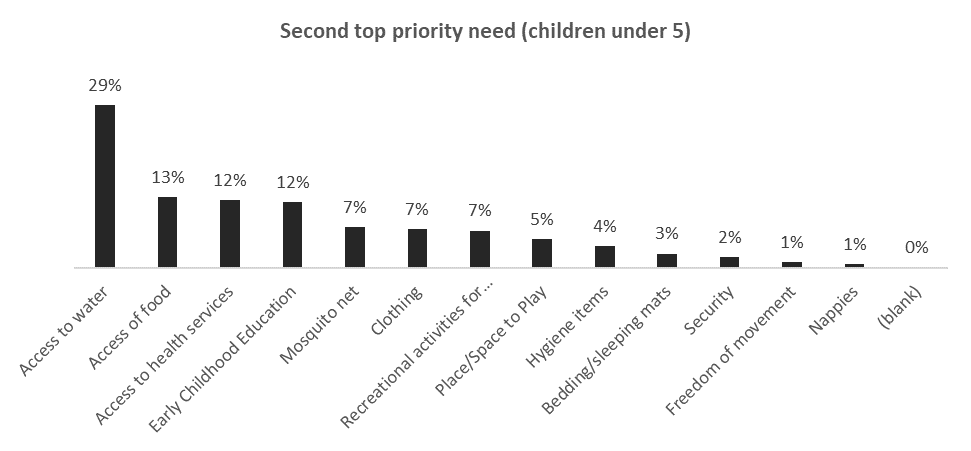 Second top priority need (children under 5)
29%
13%
12%
12%
7%
7%
7%
5%
4%
3%
2%
1%
1%
0%
Access to water
Access of food
Access to health services
Early Childhood Education
Mosquito net
Clothing
Recreational activities for…
Place/Space to Play
Hygiene items
Bedding/sleeping mats
Security
Freedom of movement
Nappies
(blank)